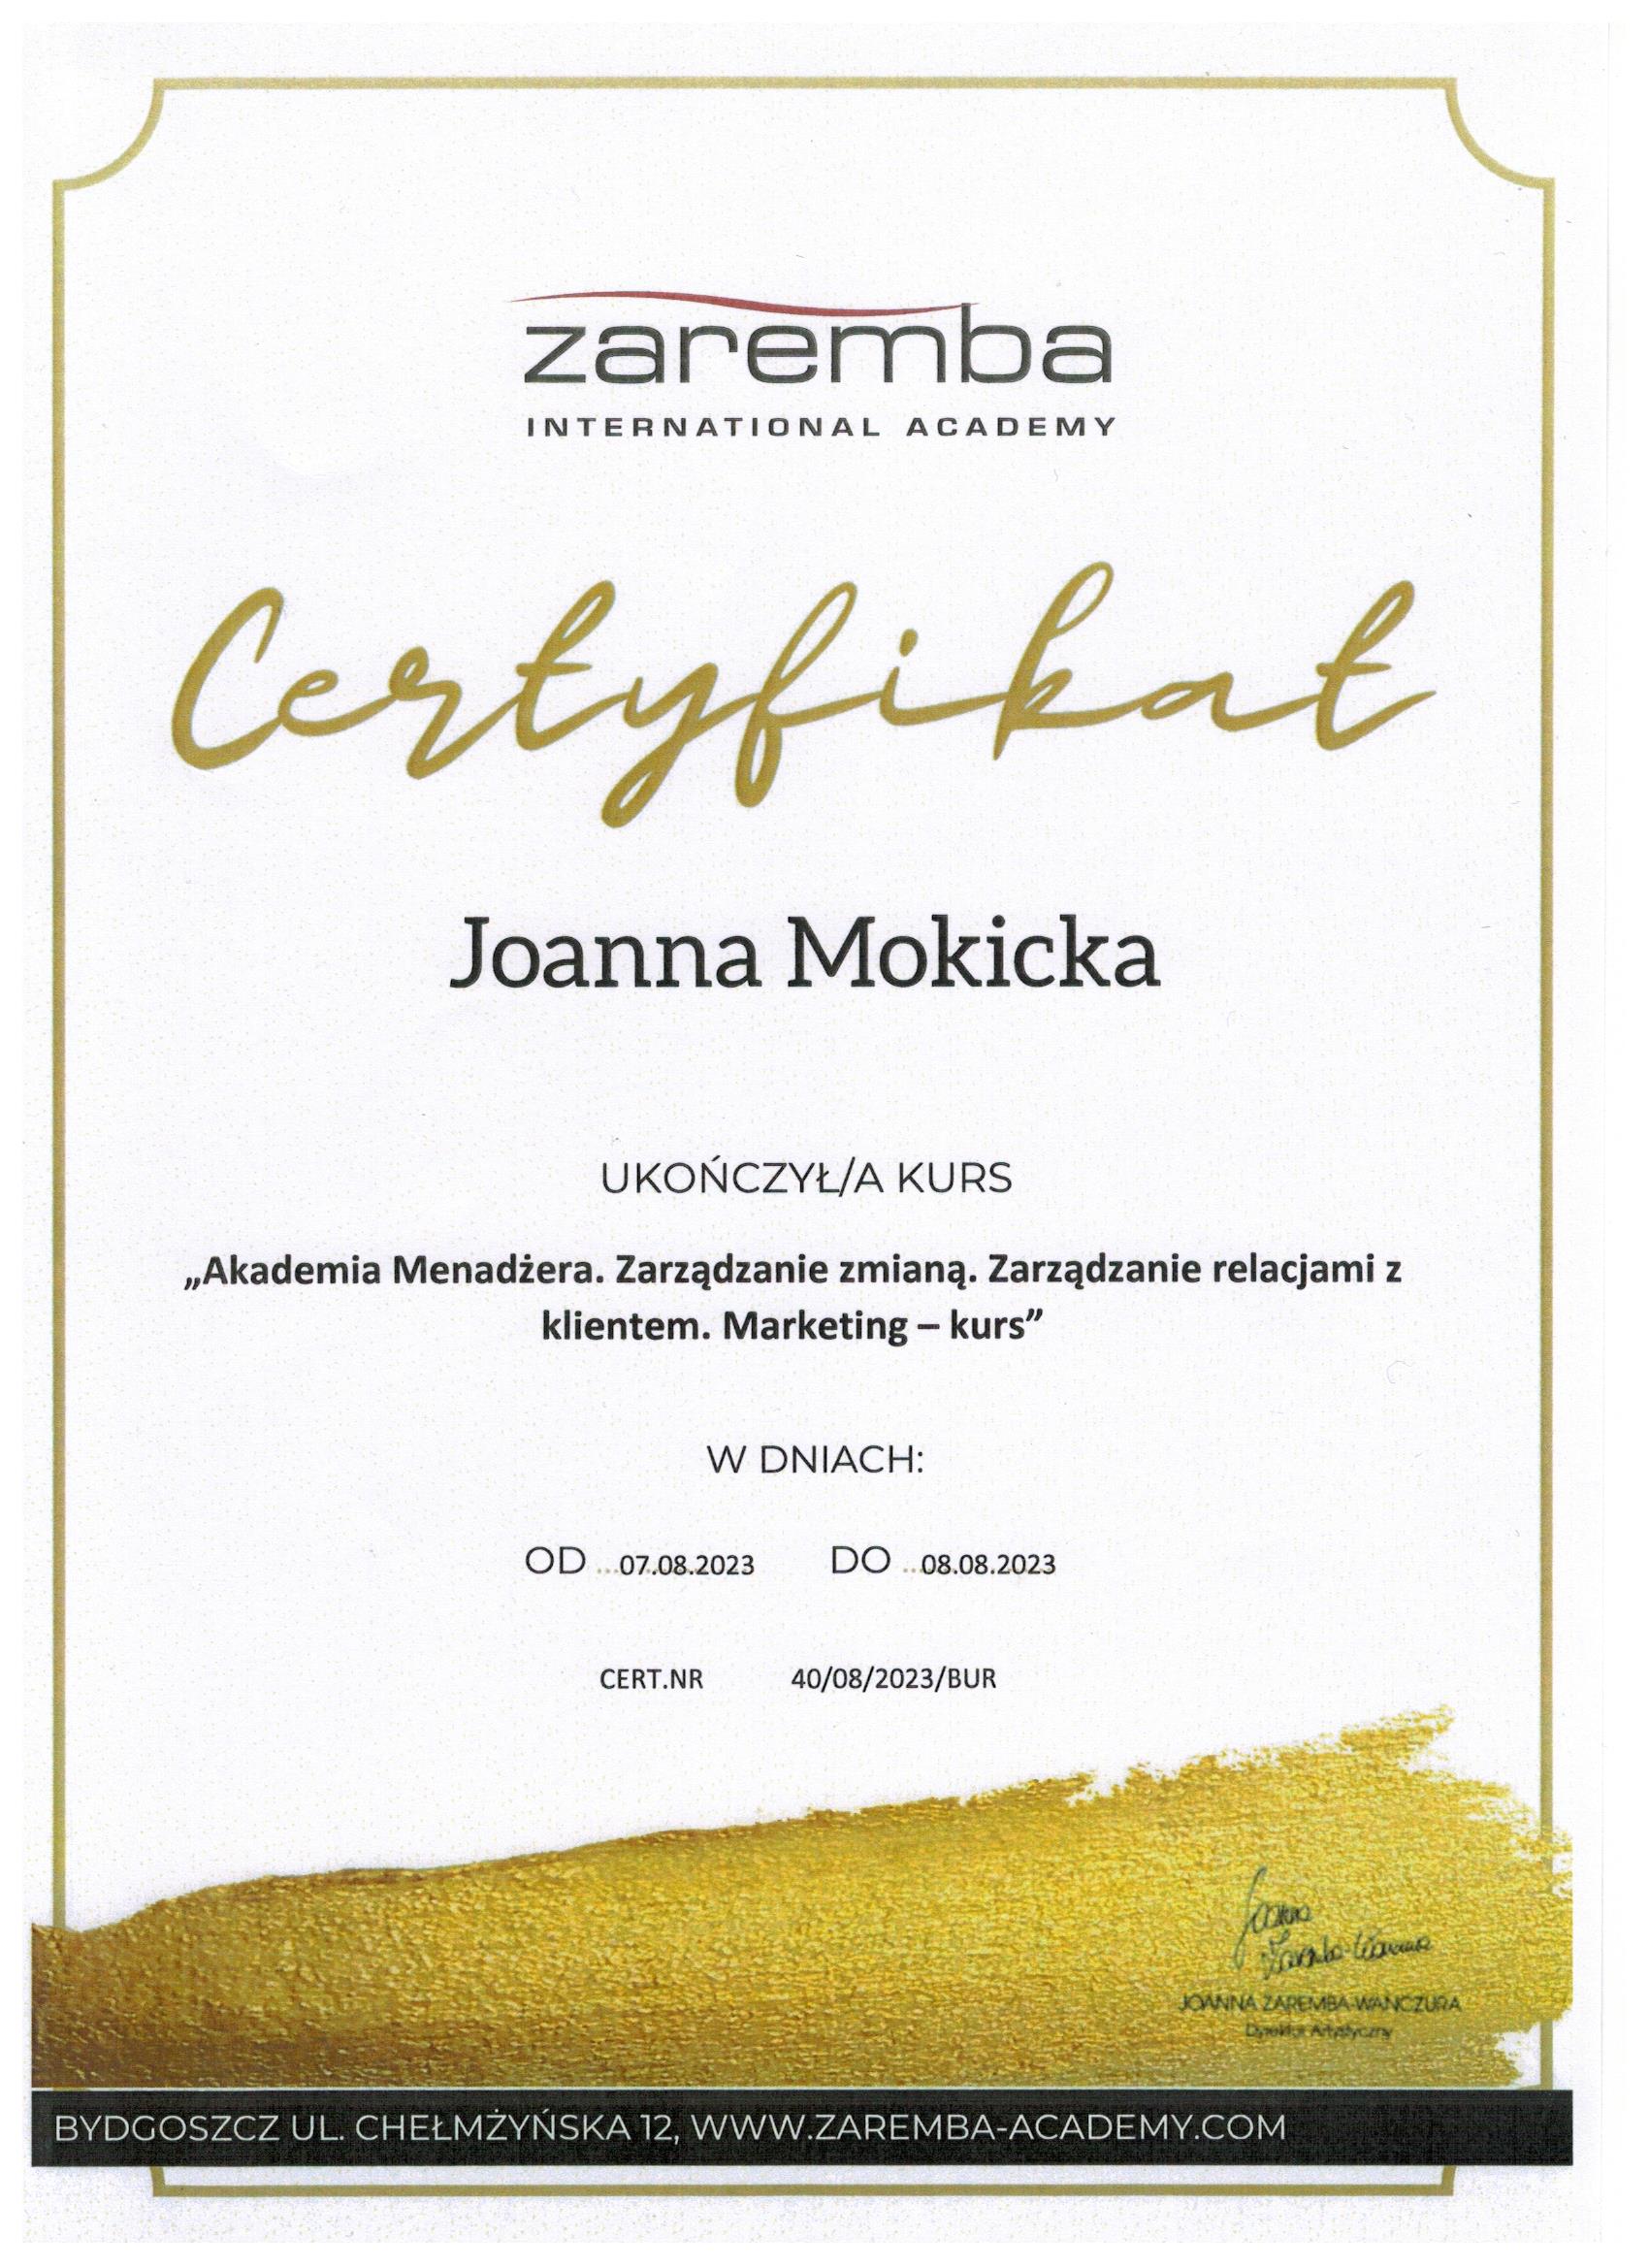 zaremba
INTERNATIONAL ACADEMY
Certyfikat
Joanna Mokicka
UKOŃCZYŁ/A KURS
„Akademia Menadżera. Zarządzanie zmianą. Zarządzanie relacjami z
klientem. Marketing – kurs”
W DNIACH:
OD ...07.08.2023 DO ...08.08.2023
CERT.NR 40/08/2023/BUR
Joanna
Zaremba-Wanczura
JOANNA ZAREMBA-WANCZURA
Dyrektor Artystyczny
BYDGOSZCZ UL. CHEŁMŻYŃSKA 12, WWW.ZAREMBA-ACADEMY.COM